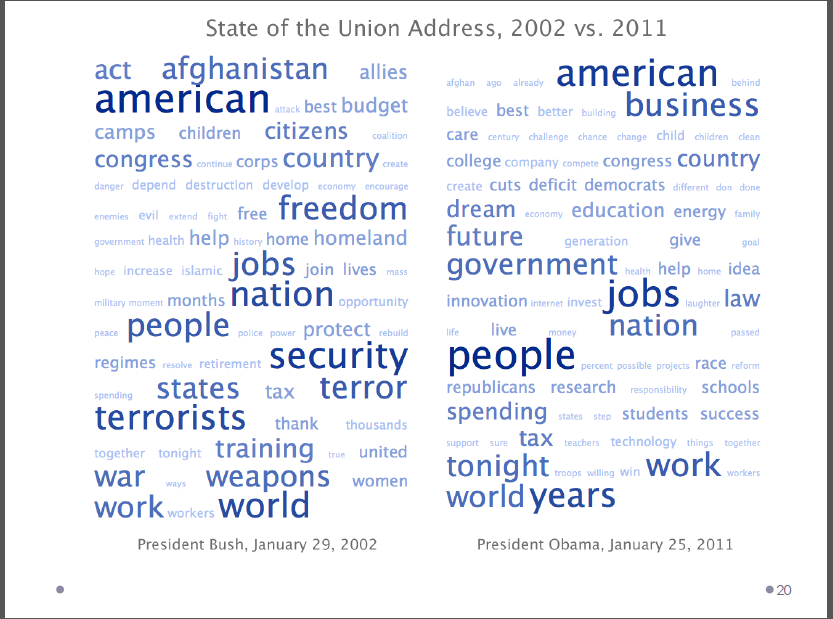 State of the Union Address, 2002 vs. 2011
act afghanistan allies
american attack best budget
camps children citizens coalition
congress continue corps country create
danger depend destruction develop economy encourage
enemies evil extend fight free freedom
government health help history home homeland
hope increase islamic jobs join lives mass
military moment months nation opportunity
peace people police power protect rebuild
regimes resolve retirement security
spending states tax terror
terrorists thank thousands
together tonight training true united
war ways weapons women
work workers world
President Bush, January 29, 2002
afghan ago already american behind
believe best better building business
care century challenge chance change child children clean
college company compete congress country
create cuts deficit democrats different don done
dream economy education energy family
future generation give goal
government health help home idea
innovation internet invest jobs laughter law
life live money nation passed
people percent possible projects race reform
republicans research responsibility schools
spending states step students success
support sure tax teachers technology things together
tonight troops willing win work workers
world years
President Obama, January 25, 2011
20